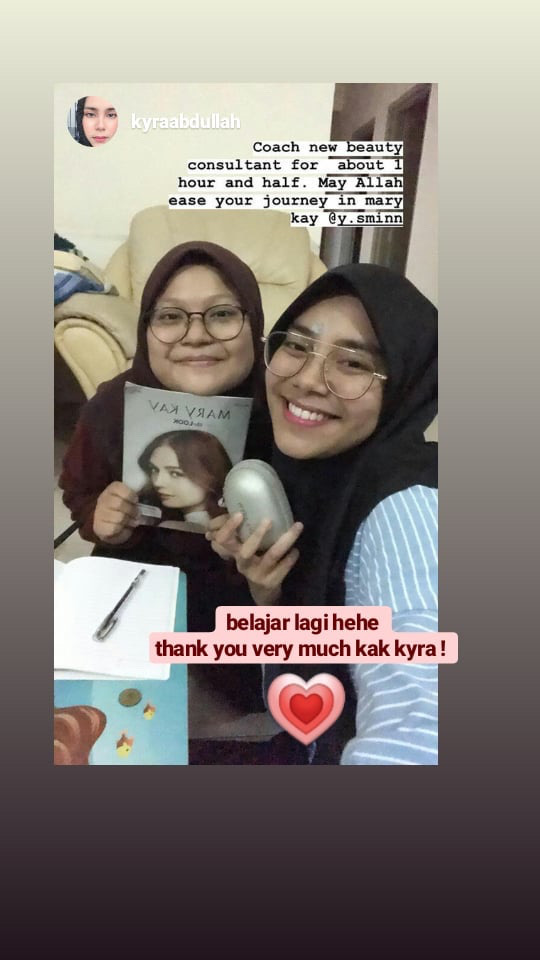 kyraabdullah
Coach new beauty
consultant for about 1
hour and half. May Allah
ease your journey in mary
kay @y.sminn
MARY KAY
LOOK
belajar lagi hehe
thank you very much kak kyra !